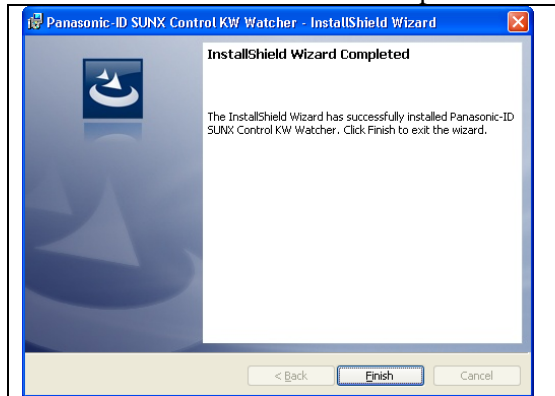 Panasonic-ID SUNX Control KW Watcher - InstallShield Wizard
InstallShield Wizard Completed
The InstallShield Wizard has successfully installed Panasonic-ID
SUNX Control KW Watcher. Click Finish to exit the wizard.
< Back
Finish
Cancel